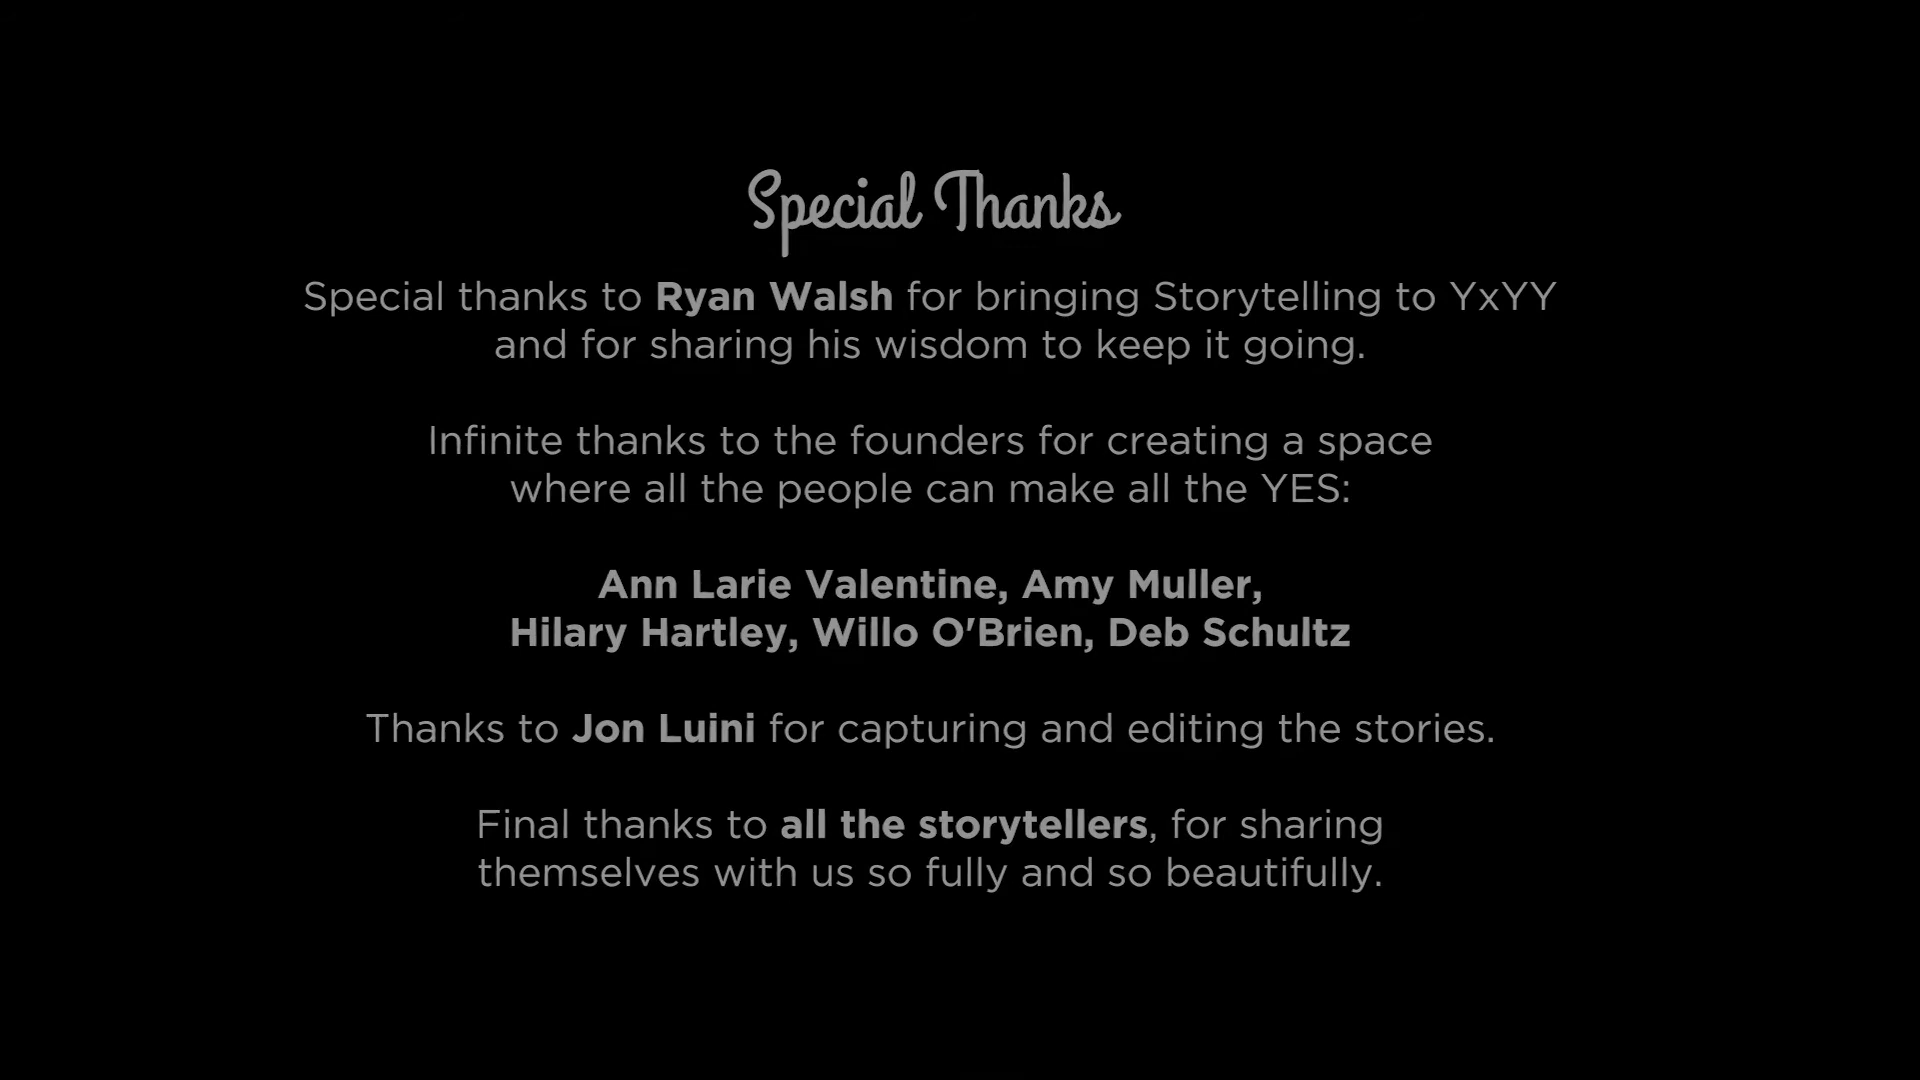 Special Thanks
Special thanks to Ryan Walsh for bringing Storytelling to YxYY
and for sharing his wisdom to keep it going.
Infinite thanks to the founders for creating a space
where all the people can make all the YES:
Ann Larie Valentine, Amy Muller,
Hilary Hartley, Willo O'Brien, Deb Schultz
Thanks to Jon Luini for capturing and editing the stories.
Final thanks to all the storytellers, for sharing
themselves with us so fully and so beautifully.